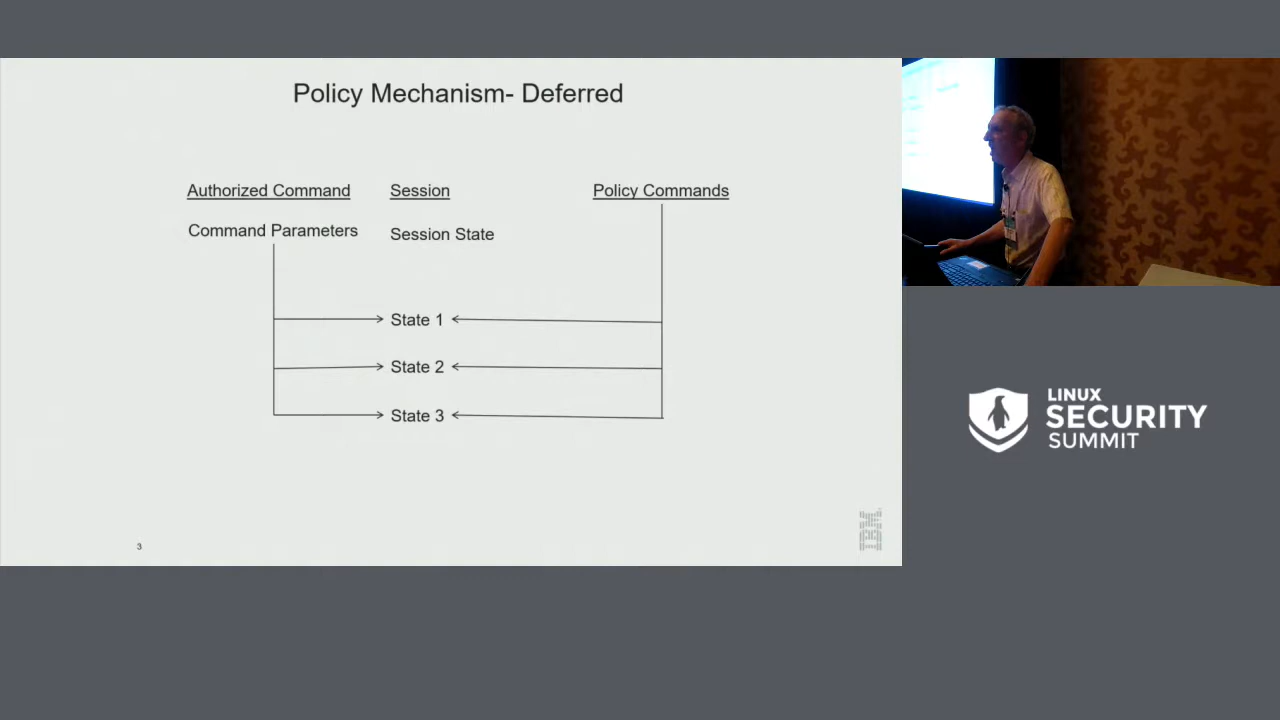 Policy Mechanism- Deferred
Authorized Command
Session
Policy Commands
Command Parameters
Session State
State 1
State 2
State 3
3
IBM
LINUX
SECURITY
SUMMIT